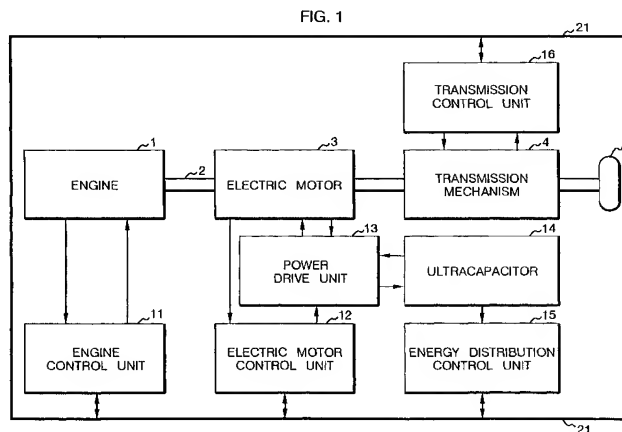 FIG. 1
21
16
TRANSMISSION
CONTROL UNIT
1
2
3
4
ENGINE
ELECTRIC MOTOR
TRANSMISSION
MECHANISM
13
14
POWER
DRIVE UNIT
ULTRACAPACITOR
11
12
15
ENGINE
CONTROL UNIT
ELECTRIC MOTOR
CONTROL UNIT
ENERGY DISTRIBUTION
CONTROL UNIT
21